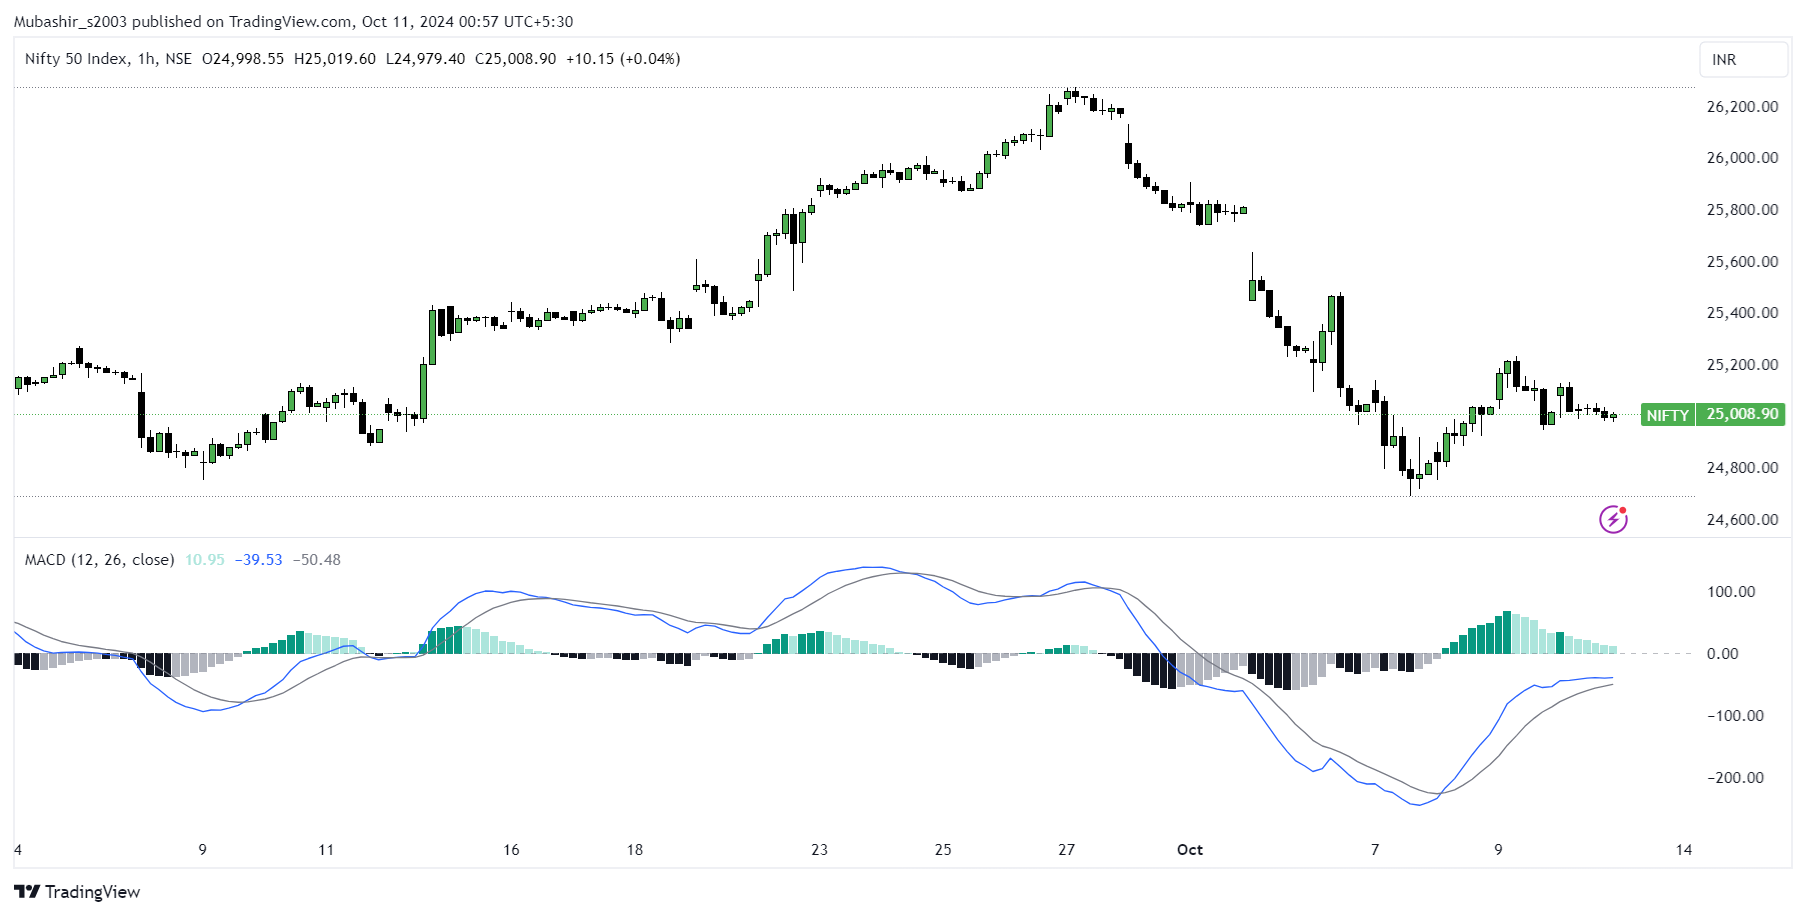 Mubashir_s2003 published on TradingView.com, Oct 11, 2024 00:57 UTC+5:30
Nifty 50 Index, 1h, NSE O24,998.55 H25,019.60 L24,979.40 C25,008.90 +10.15 (+0.04%)
INR
26,200.00
26,000.00
25,800.00
25,600.00
25,400.00
25,200.00
NIFTY 25,008.90
24,800.00
24,600.00
MACD (12, 26, close) 10.95 −39.53 −50.48
100.00
0.00
−100.00
−200.00
4 9 11 16 18 23 25 27 Oct 7 9 14
TradingView